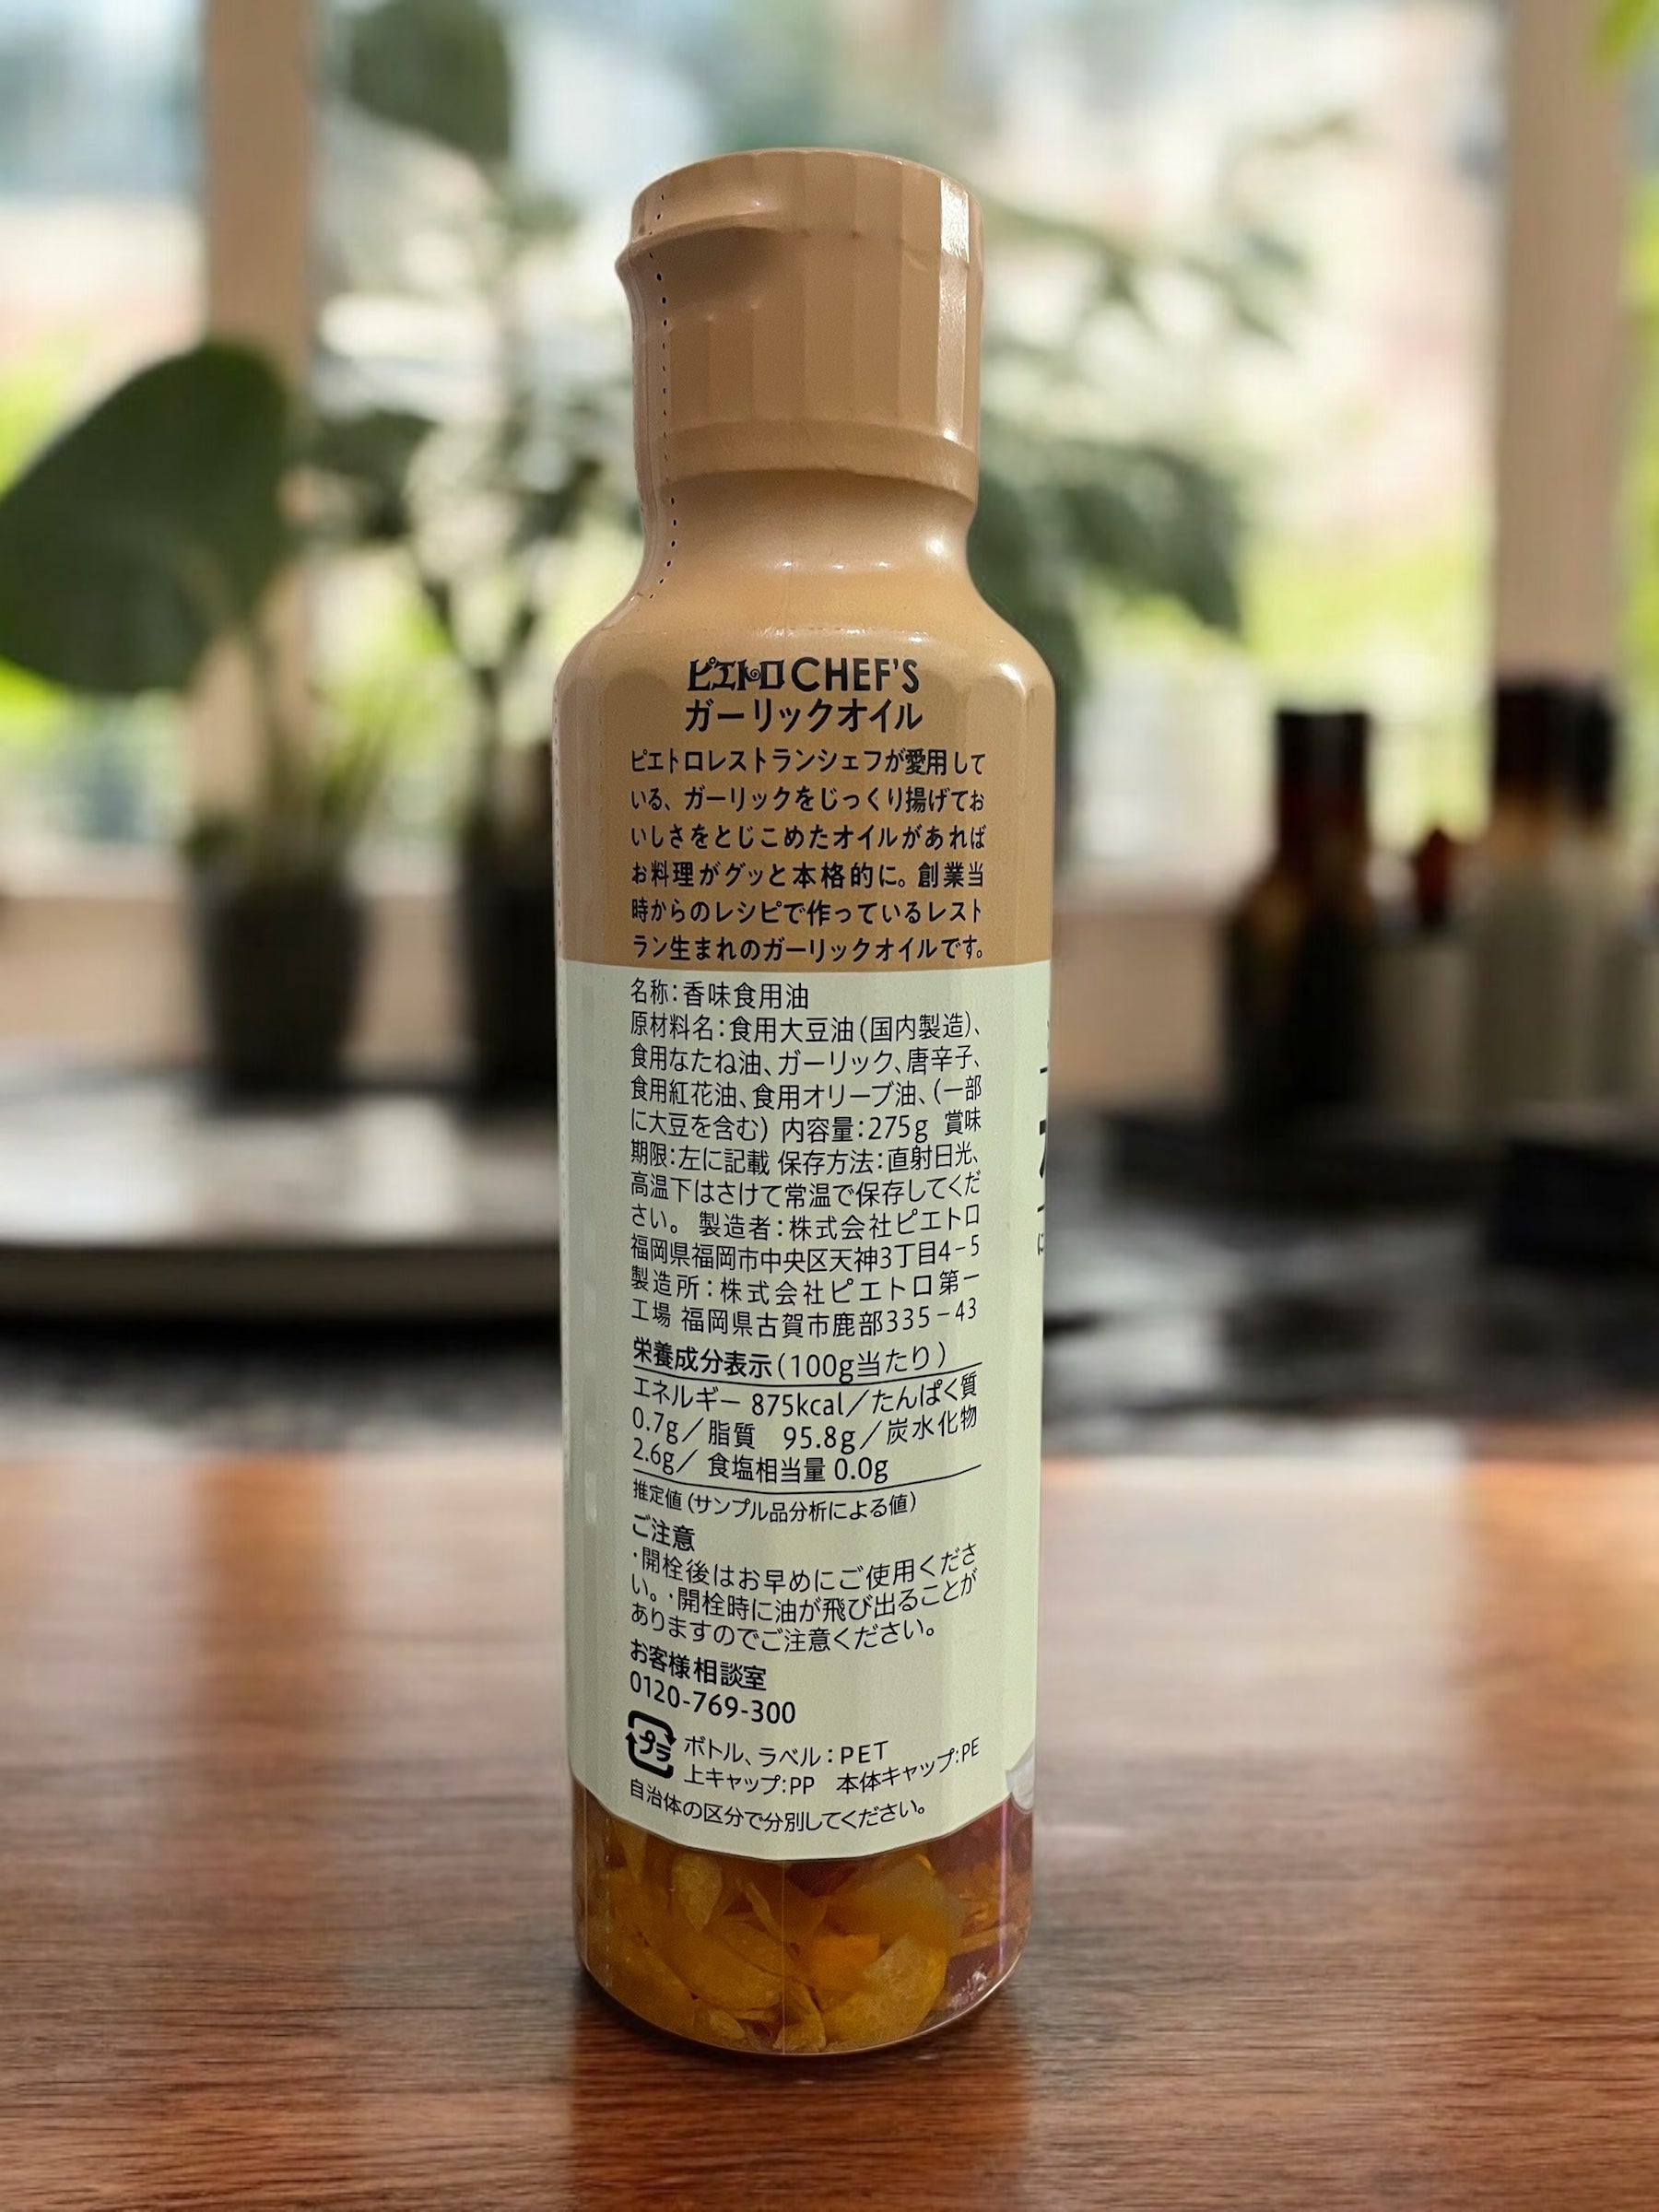 ピエトロCHEF'S
ガーリックオイル
ピエトロレストランシェフが愛用して
いる、ガーリックをじっくり揚げてお
いしさをとじこめたオイルがあれば
お料理がグッと本格的に。創業当
時からのレシピで作っているレスト
ラン生まれのガーリックオイルです。
名称:香味食用油
原材料名:食用大豆油(国内製造)、
食用なたね油、ガーリック、唐辛子、
食用紅花油、食用オリーブ油、(一部
に大豆を含む) 内容量:275g 賞味
期限:左に記載 保存方法:直射日光、
高温下はさけて常温で保存してくだ
さい。 製造者:株式会社ピエトロ
福岡県福岡市中央区天神3丁目4-5
製造所:株式会社ピエトロ第一
工場 福岡県古賀市鹿部335-43
栄養成分表示(100g当たり)
エネルギー 875kcal/たんぱく質
0.7g/脂質 95.8g/炭水化物
2.6g/ 食塩相当量 0.0g
推定値(サンプル品分析による値)
ご注意
・開栓後はお早めにご使用くださ
い。・開栓時に油が飛び出ることが
ありますのでご注意ください。
お客様相談室
0120-769-300
プラ ボトル、ラベル:PET
上キャップ:PP 本体キャップ:PE
自治体の区分で分別してください。